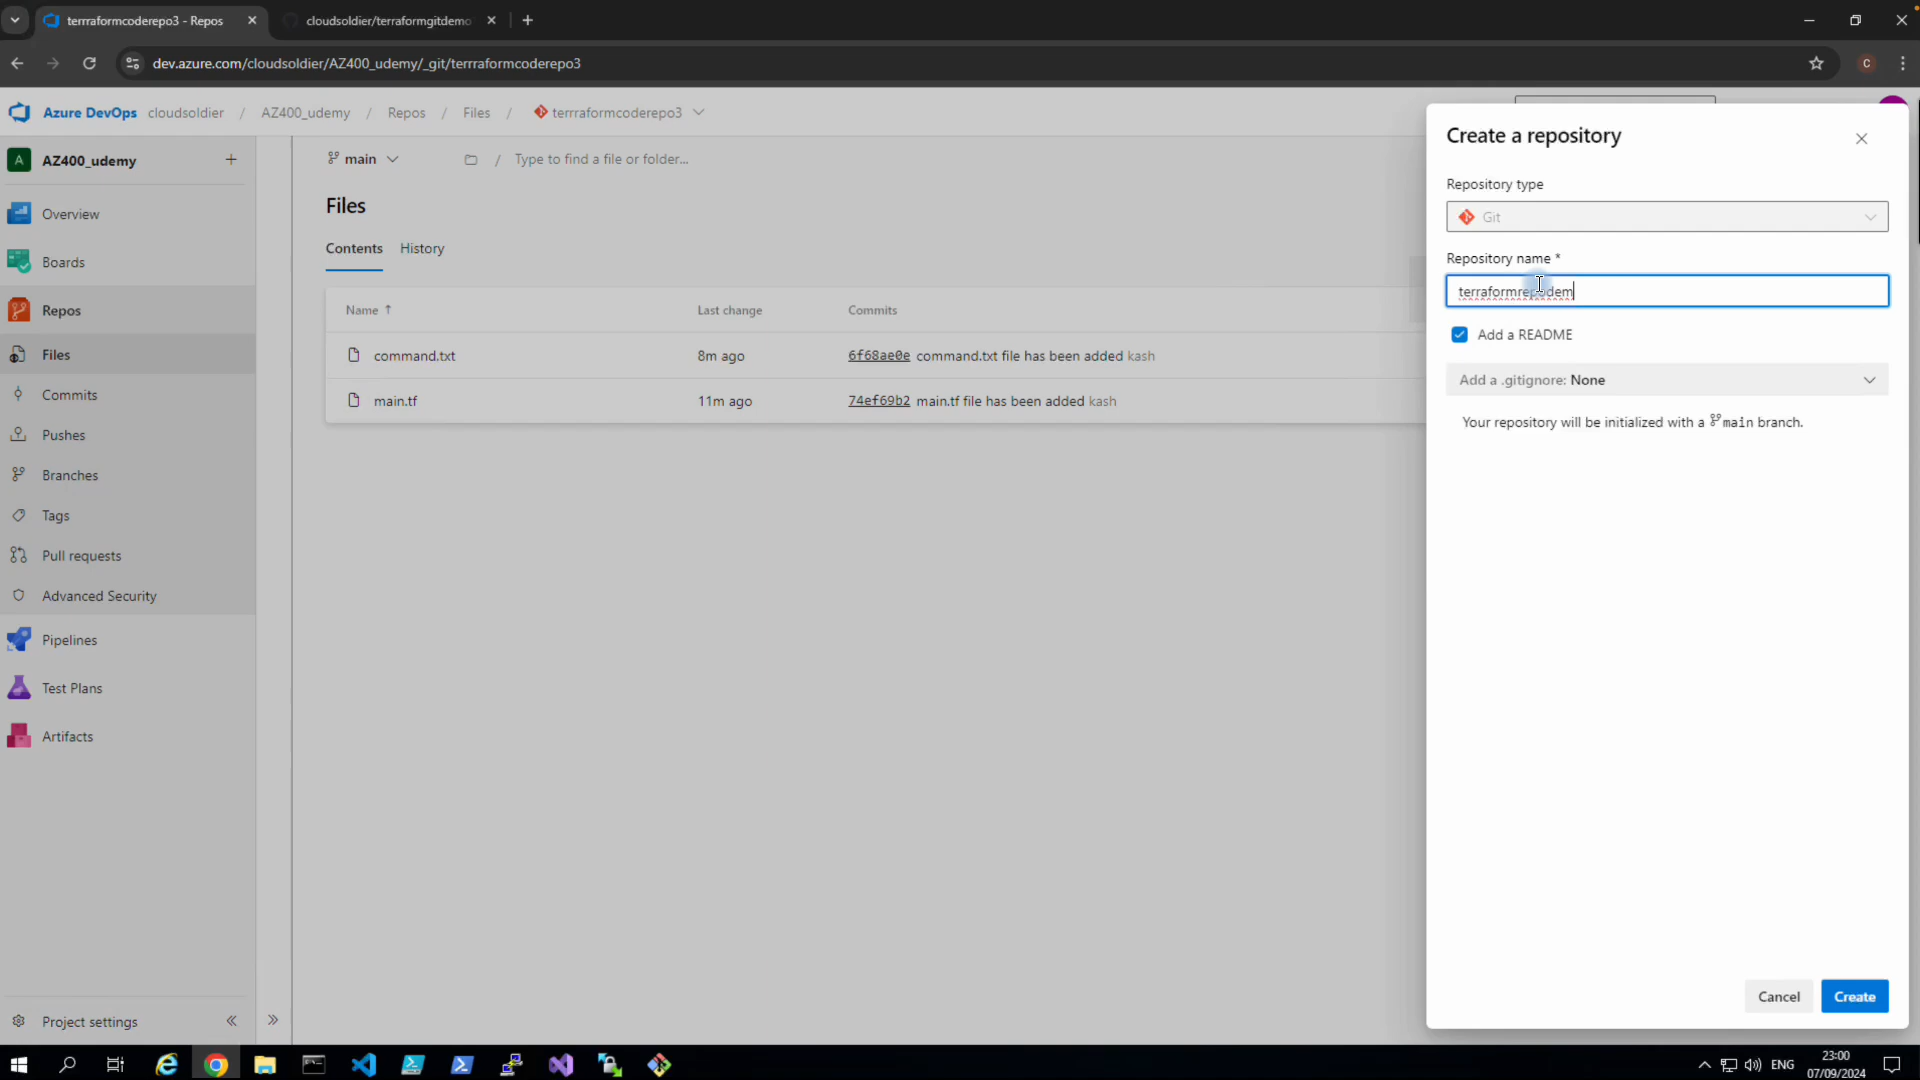 terrraformcoderepo3 - Repos
cloudsoldier/terraformgitdemo
dev.azure.com/cloudsoldier/AZ400_udemy/_git/terrraformcoderepo3
C
Azure DevOps cloudsoldier / AZ400_udemy / Repos / Files / terrraformcoderepo3
A AZ400_udemy +
Overview
Boards
Repos
Files
Commits
Pushes
Branches
Tags
Pull requests
Advanced Security
Pipelines
Test Plans
Artifacts
Project settings
main / Type to find a file or folder...
Files
Contents History
Name ↑ Last change Commits
command.txt 8m ago 6f68ae0e command.txt file has been added kash
main.tf 11m ago 74ef69b2 main.tf file has been added kash
Create a repository
Repository type
Git
Repository name *
terraformrepodem
Add a README
Add a .gitignore: None
Your repository will be initialized with a main branch.
Cancel Create
ENG
23:00
07/09/2024